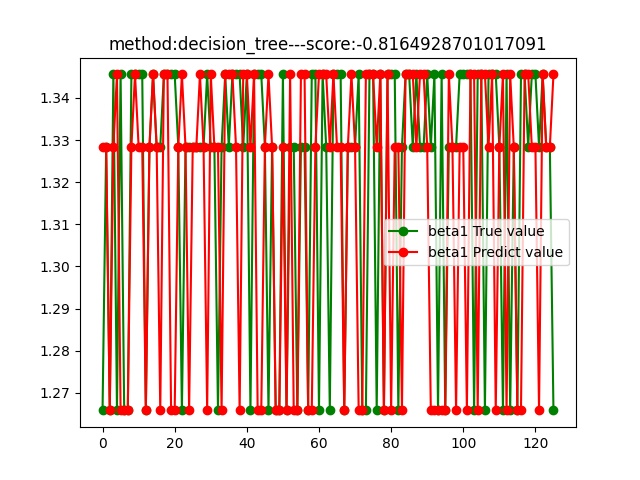 method:decision_tree---score:-0.8164928701017091
1.34
1.33
1.32
1.31
1.30
1.29
1.28
1.27
beta1 True value
beta1 Predict value
0 20 40 60 80 100 120